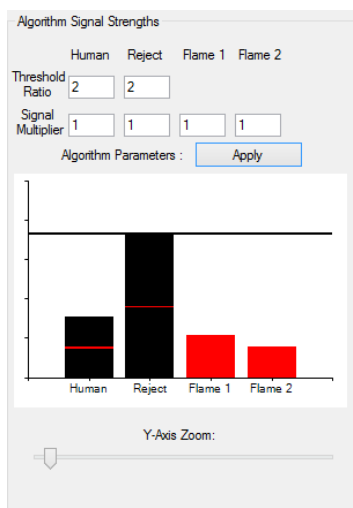 Algorithm Signal Strengths
Human Reject Flame 1 Flame 2
Threshold
Ratio 2 2
Signal
Multiplier 1 1 1 1
Algorithm Parameters : Apply
Human Reject Flame 1 Flame 2
Y-Axis Zoom: